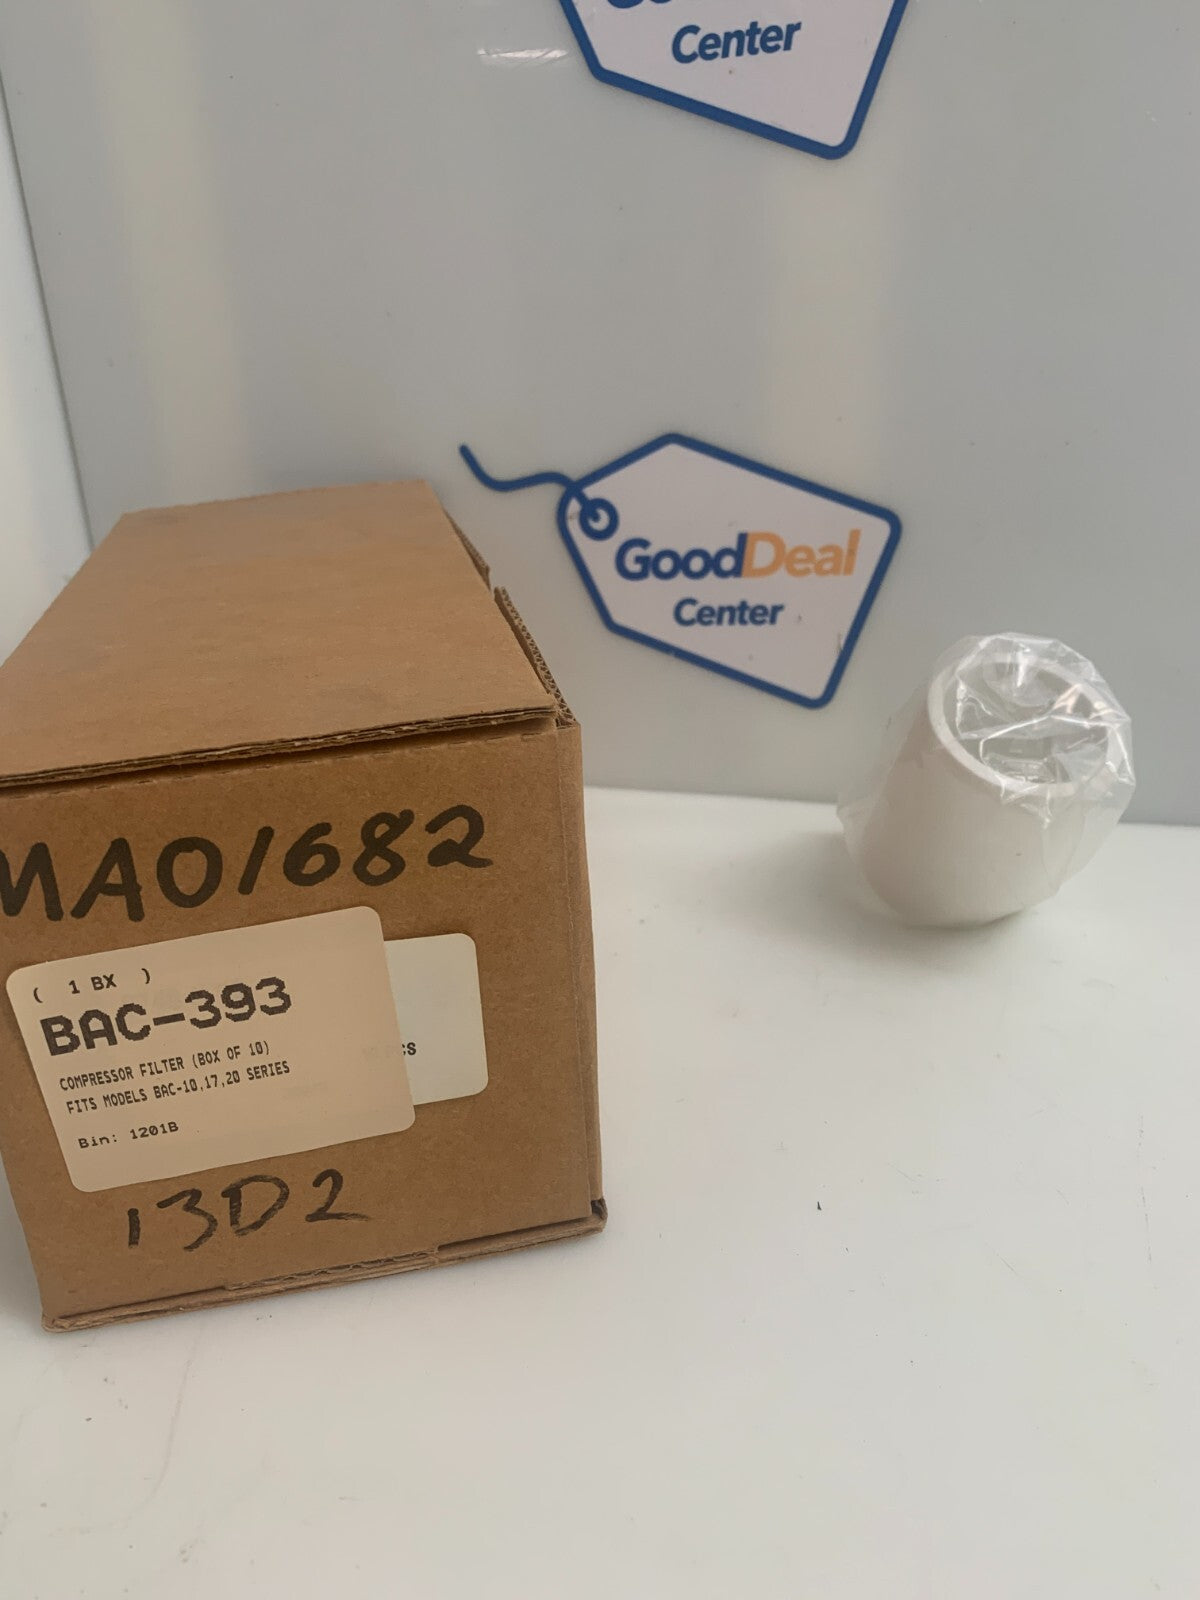 Center
GoodDeal
Center
MA01682
( 1 BX )
BAC-393
COMPRESSOR FILTER (BOX OF 10)
FITS MODELS BAC-10,17,20 SERIES
Bin: 1201B
13D2